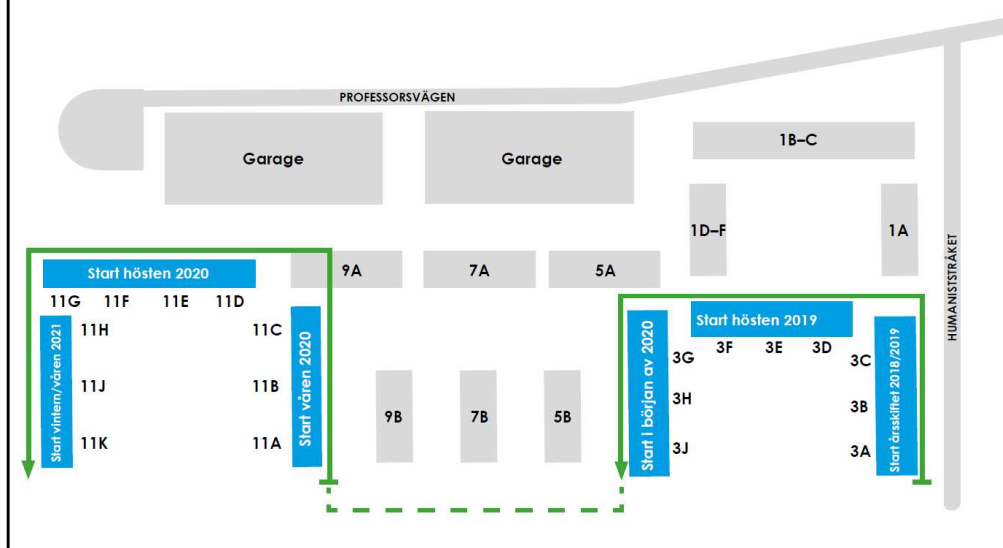 PROFESSORSVÄGEN
Garage
Garage
1B–C
1D–F
1A
HUMANISTSTRÅKET
9A
7A
5A
Start hösten 2020
11G 11F 11E 11D
Start vintern/våren 2021
11H
11J
11K
11C
11B
11A
Start våren 2020
9B
7B
5B
Start i början av 2020
Start hösten 2019
3G
3H
3J
3F 3E 3D
3C
3B
3A
Start årsskiftet 2018/2019